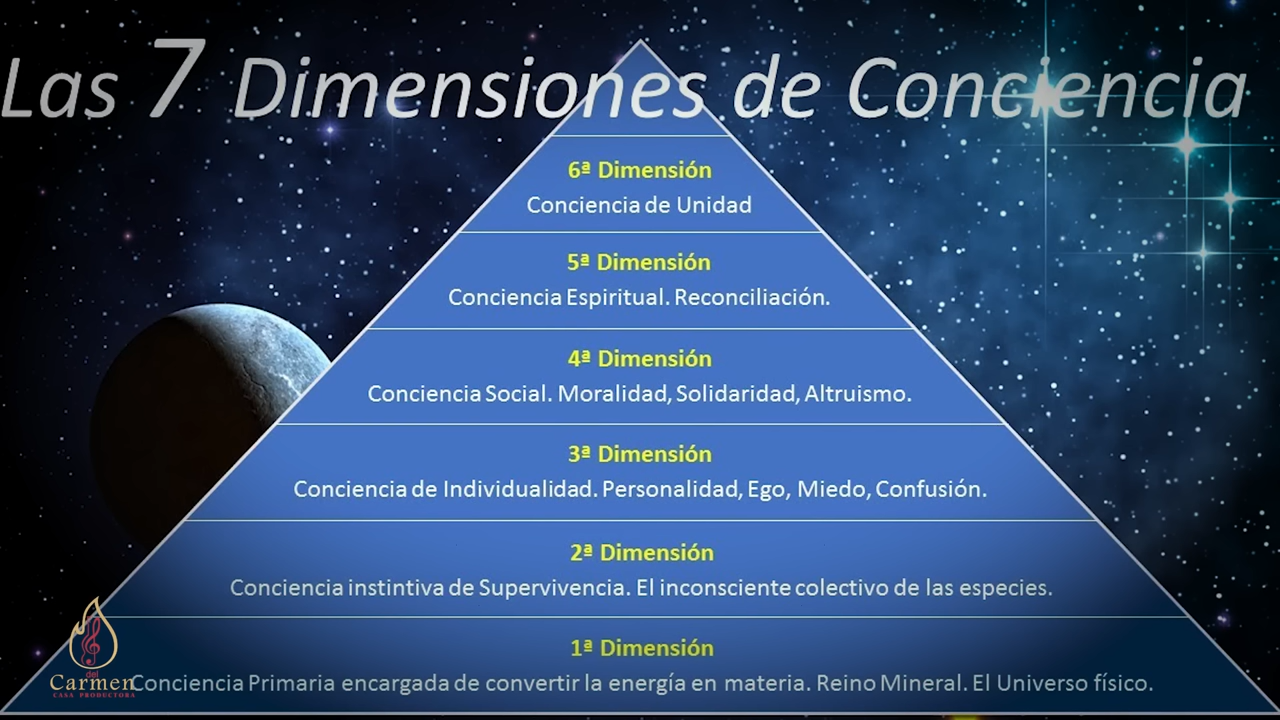 Las 7 Dimensiones de Conciencia
6ª Dimensión
Conciencia de Unidad
5ª Dimensión
Conciencia Espiritual. Reconciliación.
4ª Dimensión
Conciencia Social. Moralidad, Solidaridad, Altruismo.
3ª Dimensión
Conciencia de Individualidad. Personalidad, Ego, Miedo, Confusión.
2ª Dimensión
Conciencia instintiva de Supervivencia. El inconsciente colectivo de las especies.
1ª Dimensión
Conciencia Primaria encargada de convertir la energía en materia. Reino Mineral. El Universo físico.
del
Carmen
CASA PRODUCTORA